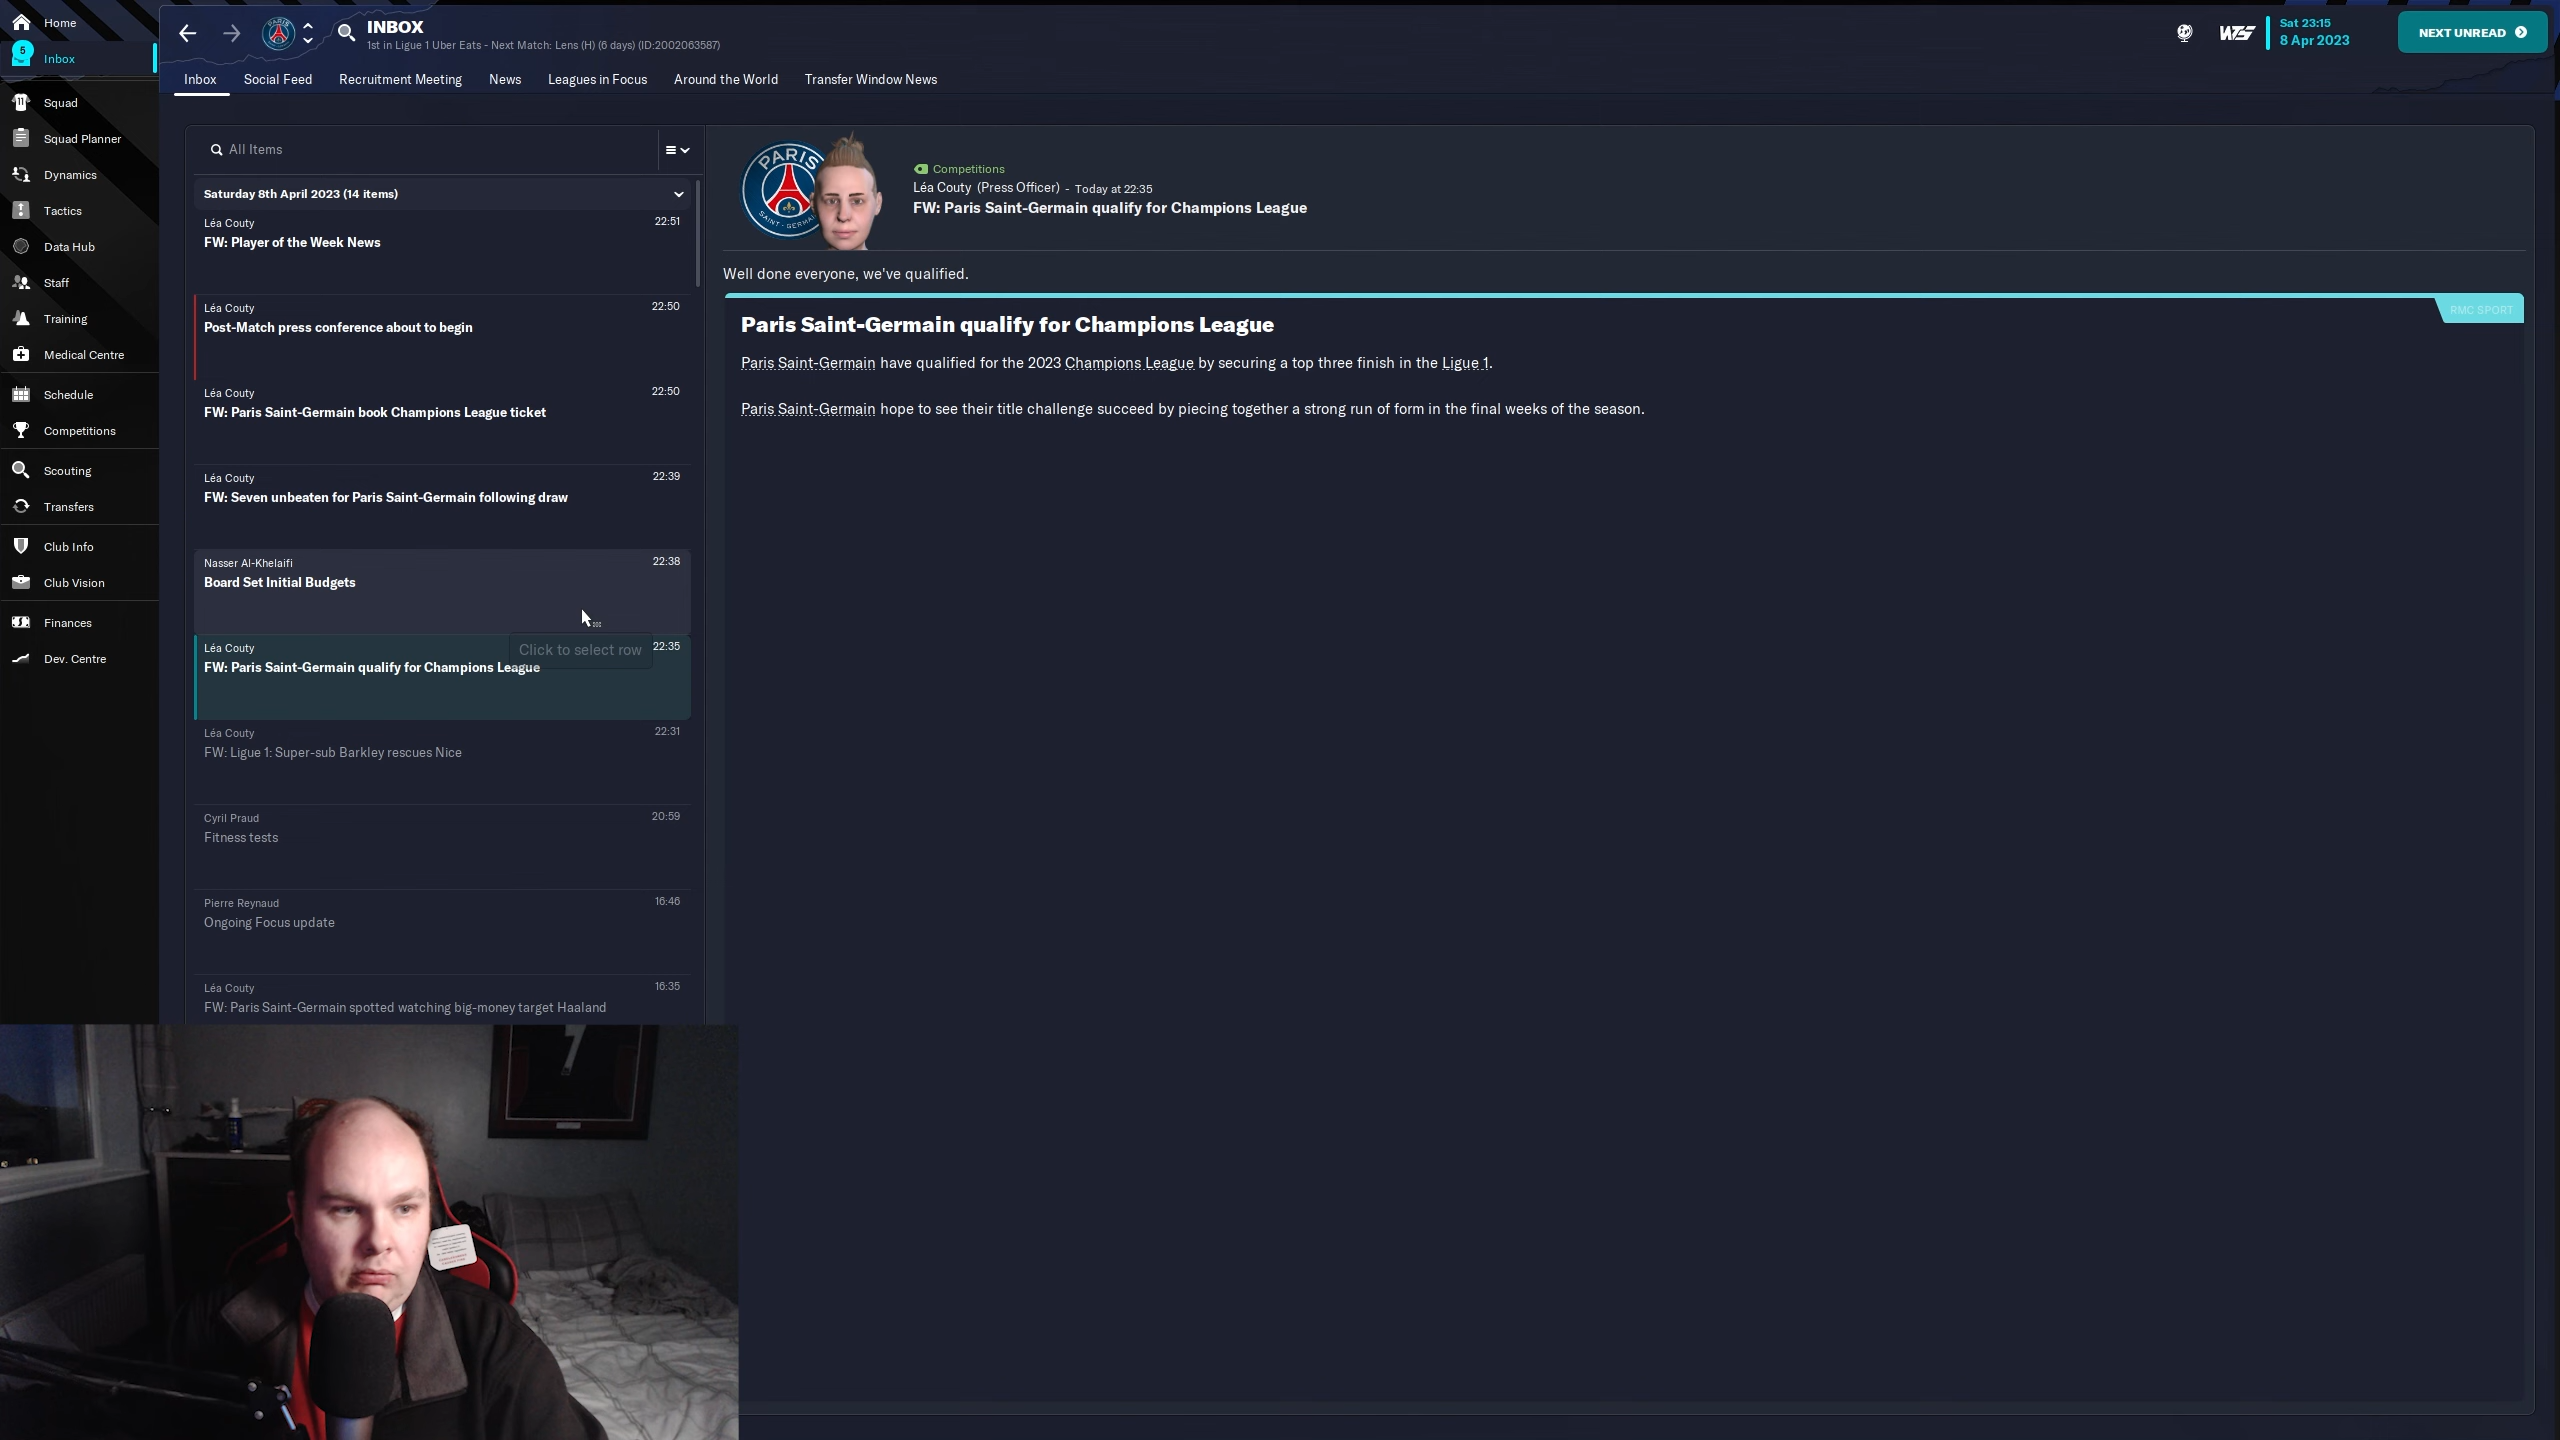 Home
5
Inbox
Squad
Squad Planner
Dynamics
Tactics
Data Hub
Staff
Training
Medical Centre
Schedule
Competitions
Scouting
Transfers
Club Info
Club Vision
Finances
Dev. Centre
INBOX
1st in Ligue 1 Uber Eats - Next Match: Lens (H) (6 days) (ID:2002063587)
Sat 23:15
8 Apr 2023
NEXT UNREAD
Inbox Social Feed Recruitment Meeting News Leagues in Focus Around the World Transfer Window News
All Items
Saturday 8th April 2023 (14 items)
Léa Couty 22:51
FW: Player of the Week News
Léa Couty 22:50
Post-Match press conference about to begin
Léa Couty 22:50
FW: Paris Saint-Germain book Champions League ticket
Léa Couty 22:39
FW: Seven unbeaten for Paris Saint-Germain following draw
Nasser Al-Khelaifi 22:38
Board Set Initial Budgets
Léa Couty 22:35
Click to select row
FW: Paris Saint-Germain qualify for Champions League
Léa Couty 22:31
FW: Ligue 1: Super-sub Barkley rescues Nice
Cyril Praud 20:59
Fitness tests
Pierre Reynaud 16:46
Ongoing Focus update
Léa Couty 16:35
FW: Paris Saint-Germain spotted watching big-money target Haaland
PARIS
Competitions
Léa Couty (Press Officer) - Today at 22:35
FW: Paris Saint-Germain qualify for Champions League
Well done everyone, we've qualified.
RMC SPORT
Paris Saint-Germain qualify for Champions League
Paris Saint-Germain have qualified for the 2023 Champions League by securing a top three finish in the Ligue 1.
Paris Saint-Germain hope to see their title challenge succeed by piecing together a strong run of form in the final weeks of the season.
7